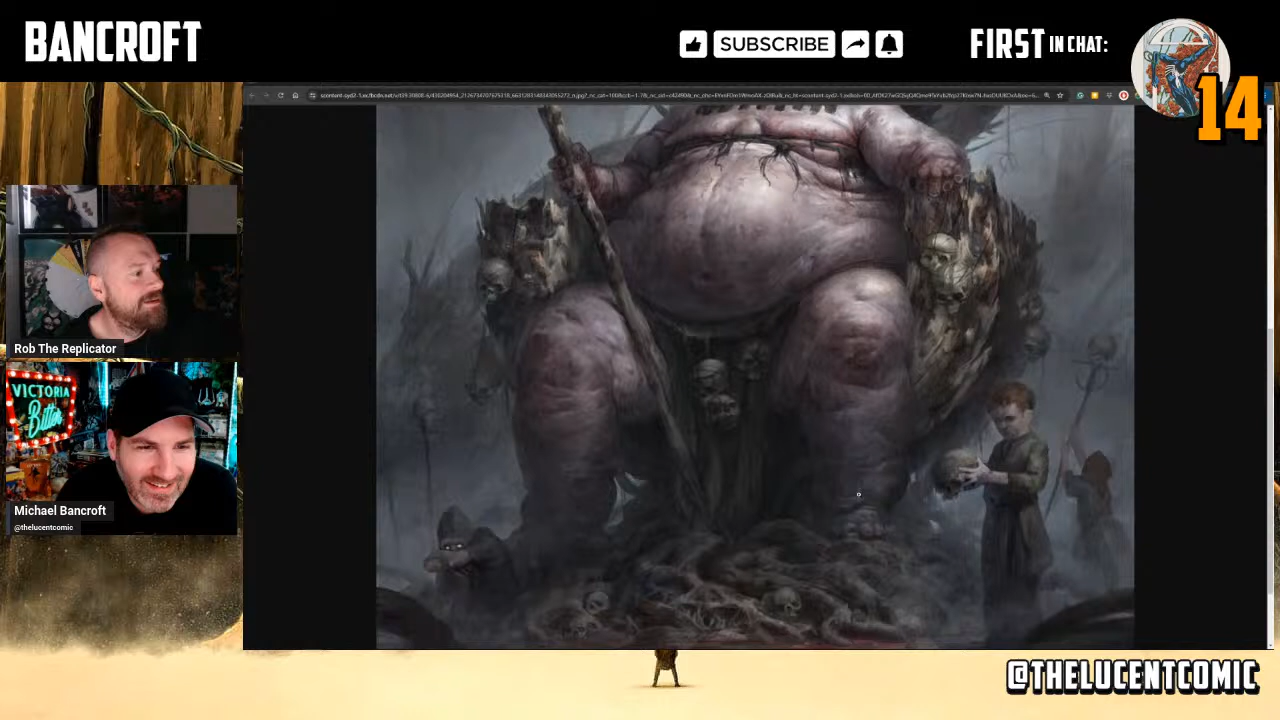 BANCROFT
SUBSCRIBE
FIRST IN CHAT:
14
Rob The Replicator
VICTORIA
Bitter
Michael Bancroft
@thelucentcomic
@THELUCENTCOMIC